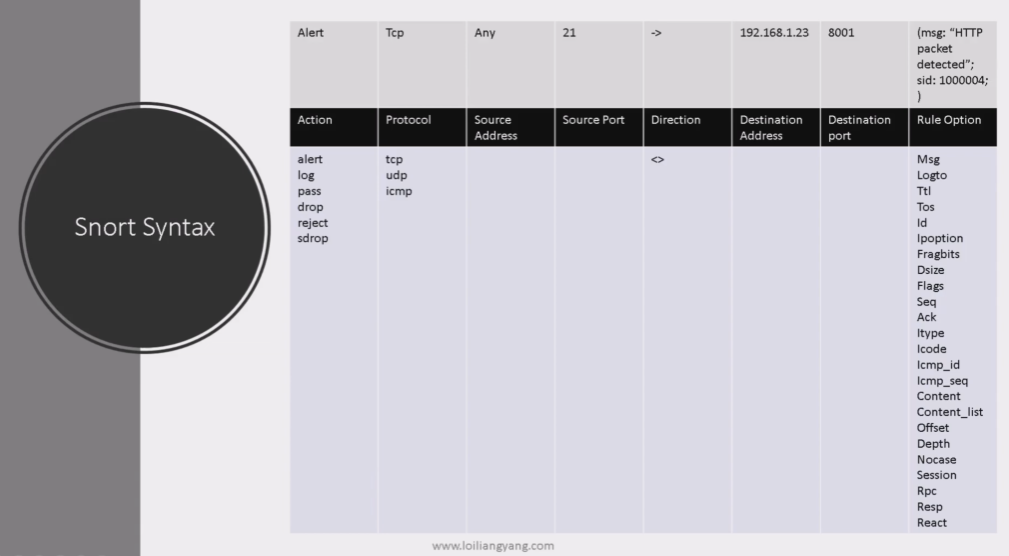 Snort Syntax
Alert Tcp Any 21 -> 192.168.1.23 8001 (msg: “HTTP
packet
detected”;
sid: 1000004;
)
Action Protocol Source Source Port Direction Destination Destination Rule Option
Address Address port
alert tcp <> Msg
log udp Logto
pass icmp Ttl
drop Tos
reject Id
sdrop Ipoption
Fragbits
Dsize
Flags
Seq
Ack
Itype
Icode
Icmp_id
Icmp_seq
Content
Content_list
Offset
Depth
Nocase
Session
Rpc
Resp
React
www.loiliangyang.com